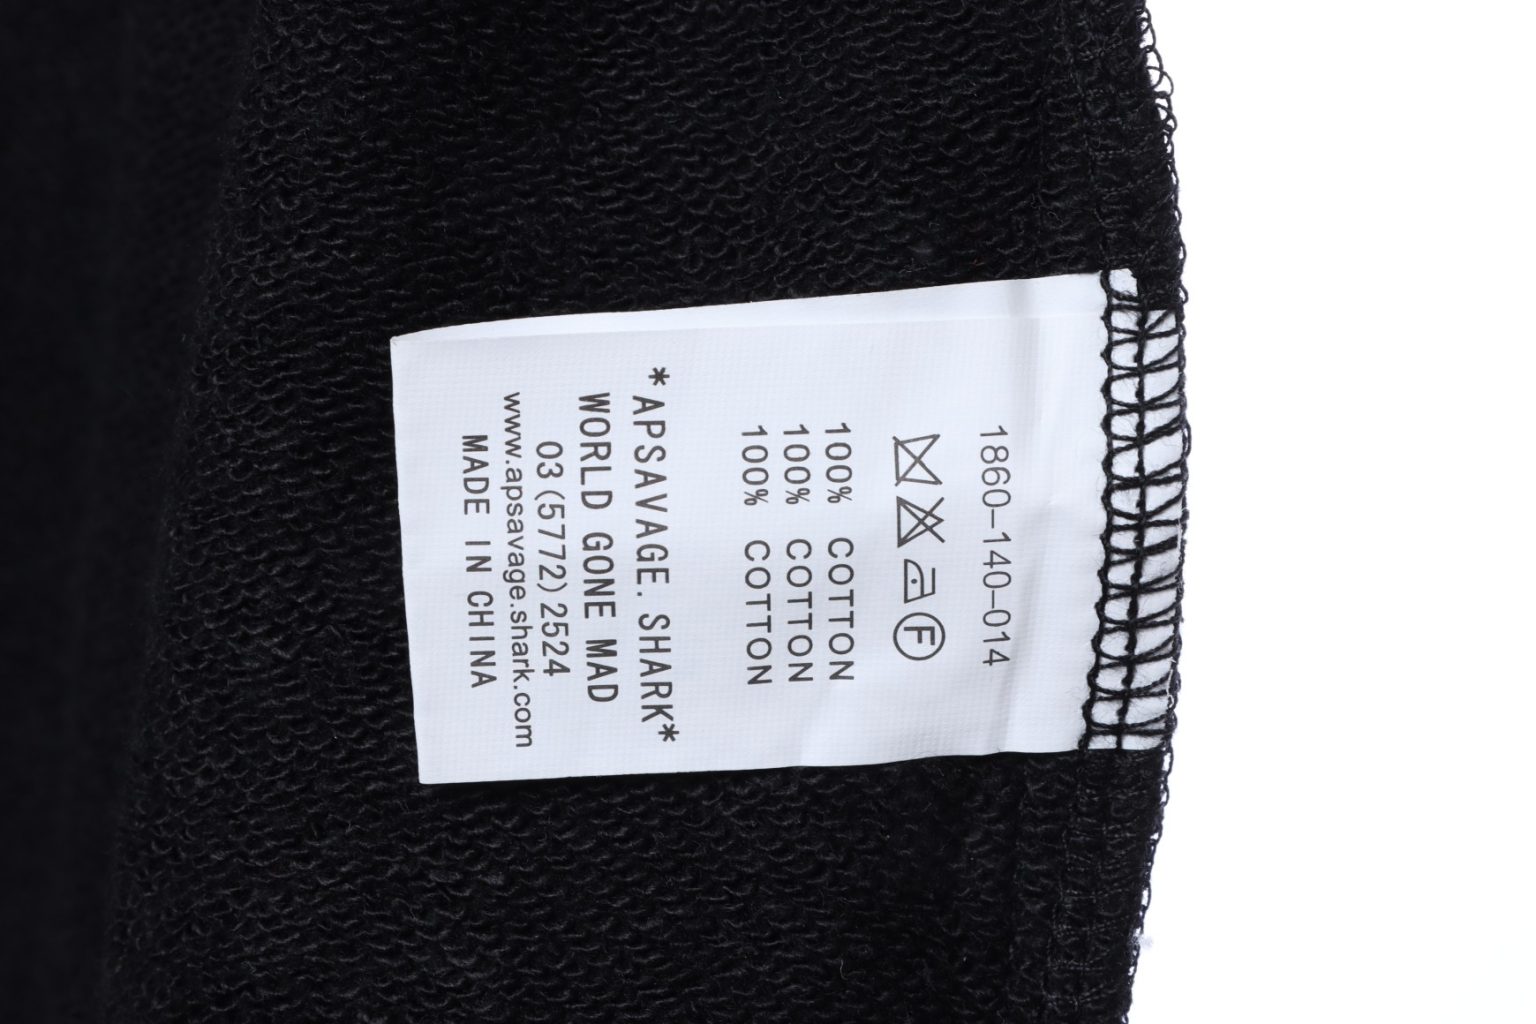 1860-140-014
F
100% COTTON
100% COTTON
100% COTTON
*APSAVAGE. SHARK*
WORLD GONE MAD
03(5772)2524
www.apsavage.shark.com
MADE IN CHINA